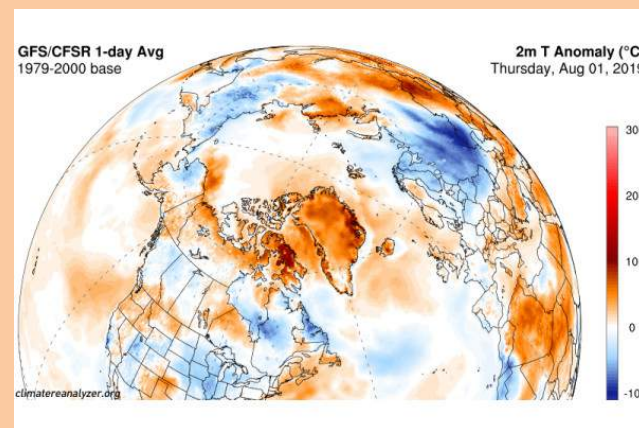 GFS/CFSR 1-day Avg
1979-2000 base
2m T Anomaly (°C
Thursday, Aug 01, 2019
30
20
10
0
-10
climatereanalyzer.org